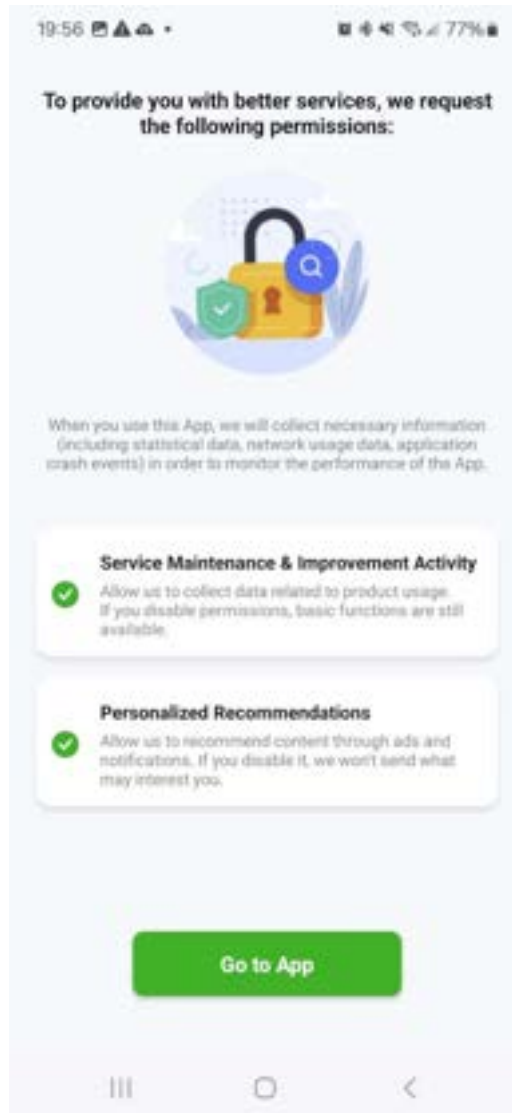 19:56
77%
To provide you with better services, we request
the following permissions:
When you use this App, we will collect necessary information
(including statistical data, network usage data, application
crash events) in order to monitor the performance of the App.
Service Maintenance & Improvement Activity
Allow us to collect data related to product usage.
If you disable permissions, basic functions are still
available.
Personalized Recommendations
Allow us to recommend content through ads and
notifications. If you disable it, we won't send what
may interest you.
Go to App